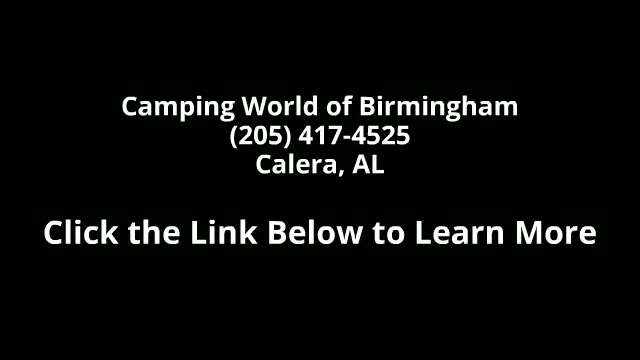 Camping World of Birmingham
(205) 417-4525
Calera, AL
Click the Link Below to Learn More